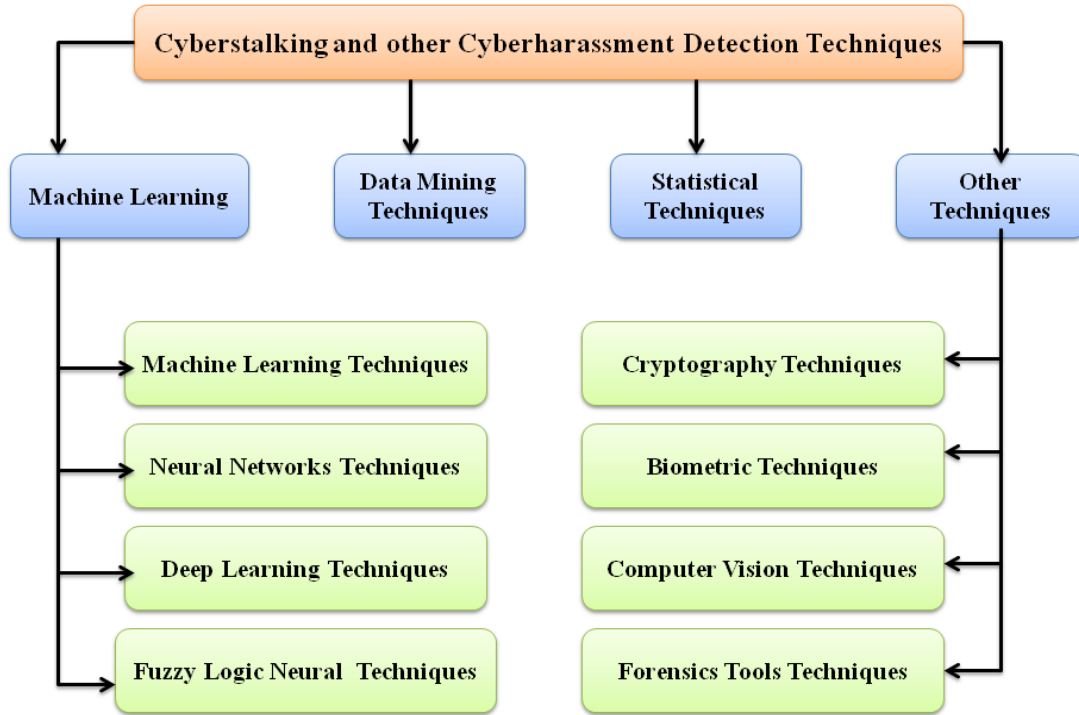 Cyberstalking and other Cyberharassment Detection Techniques
Machine Learning
Data Mining
Techniques
Statistical
Techniques
Other
Techniques
Machine Learning Techniques
Neural Networks Techniques
Deep Learning Techniques
Fuzzy Logic Neural Techniques
Cryptography Techniques
Biometric Techniques
Computer Vision Techniques
Forensics Tools Techniques